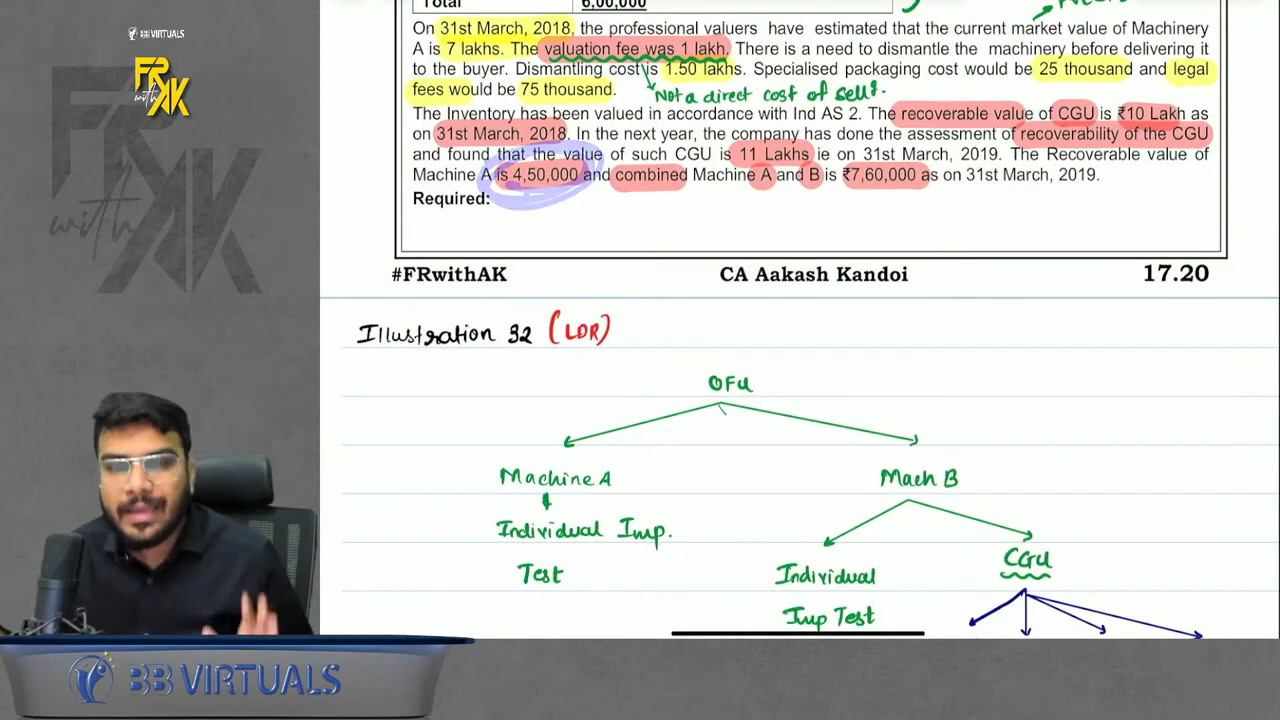 Total 6,00,000
BB VIRTUALS
FR
with
AK
On 31st March, 2018, the professional valuers have estimated that the current market value of Machinery
A is 7 lakhs. The valuation fee was 1 lakh. There is a need to dismantle the machinery before delivering it
to the buyer. Dismantling cost is 1.50 lakhs. Specialised packaging cost would be 25 thousand and legal
fees would be 75 thousand.
Not a direct cost of sell.
The Inventory has been valued in accordance with Ind AS 2. The recoverable value of CGU is ₹10 Lakh as
on 31st March, 2018. In the next year, the company has done the assessment of recoverability of the CGU
and found that the value of such CGU is 11 Lakhs ie on 31st March, 2019. The Recoverable value of
Machine A is 4,50,000 and combined Machine A and B is ₹7,60,000 as on 31st March, 2019.
Required:
#FRwithAK CA Aakash Kandoi 17.20
Illustration 32 (LDR)
Machine A Mach B
Individual Imp.
CGU
Test Individual
Imp Test
BB VIRTUALS